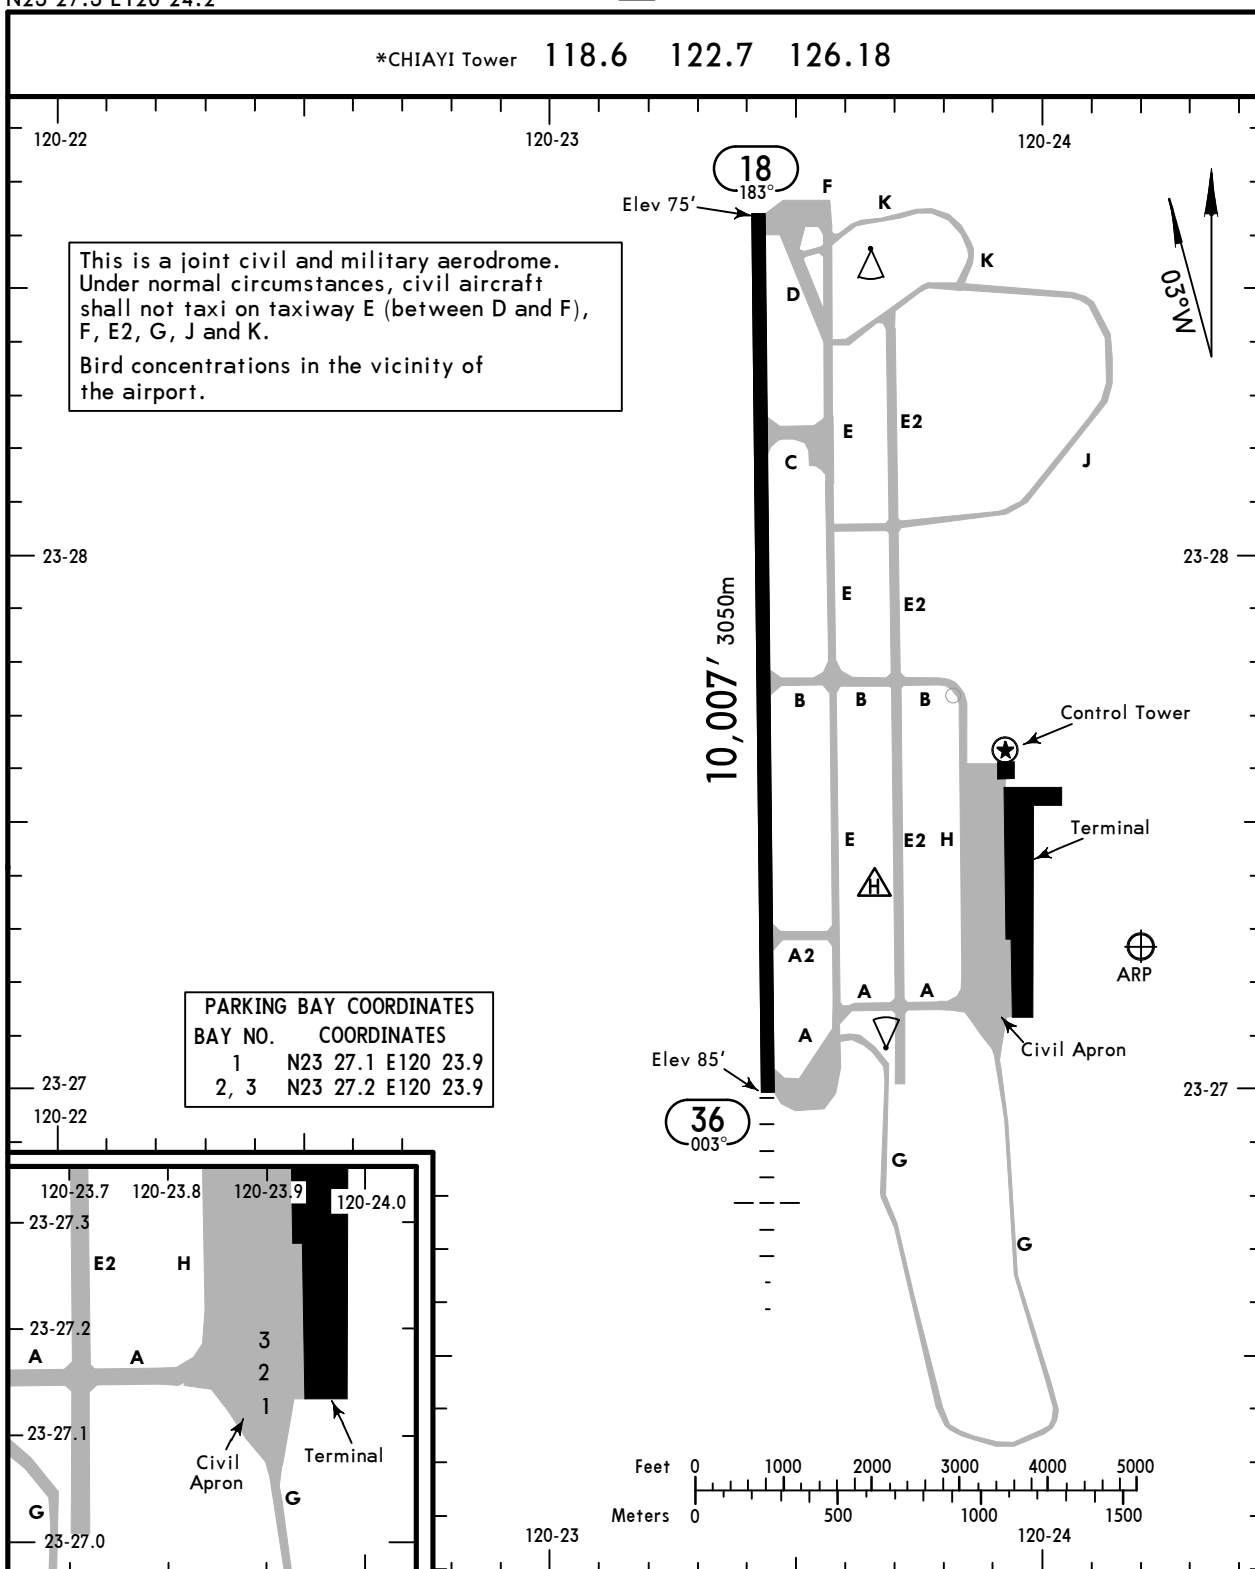 N23 27.3 E120 24.2
*CHIAYI Tower 118.6 122.7 126.18
120-22 120-23 120-24
18
183°
Elev 75'
F
K
K
03°W
This is a joint civil and military aerodrome.
Under normal circumstances, civil aircraft
shall not taxi on taxiway E (between D and F),
F, E2, G, J and K.
Bird concentrations in the vicinity of
the airport.
D
E
E2
C
J
23-28 23-28
E
E2
10,007' 3050m
B B B
Control Tower
Terminal
E
E2
H
H
A2
ARP
A A
A
Civil Apron
Elev 85'
36
003°
PARKING BAY COORDINATES
BAY NO. COORDINATES
1 N23 27.1 E120 23.9
2, 3 N23 27.2 E120 23.9
23-27 23-27
120-22
G
G
120-23.7 120-23.8 120-23.9 120-24.0
23-27.3
E2
H
23-27.2
3
A A
2
1
23-27.1
Civil
Apron
Terminal
G
G
23-27.0
Feet 0 1000 2000 3000 4000 5000
Meters 0 500 1000 1500
120-23 120-24